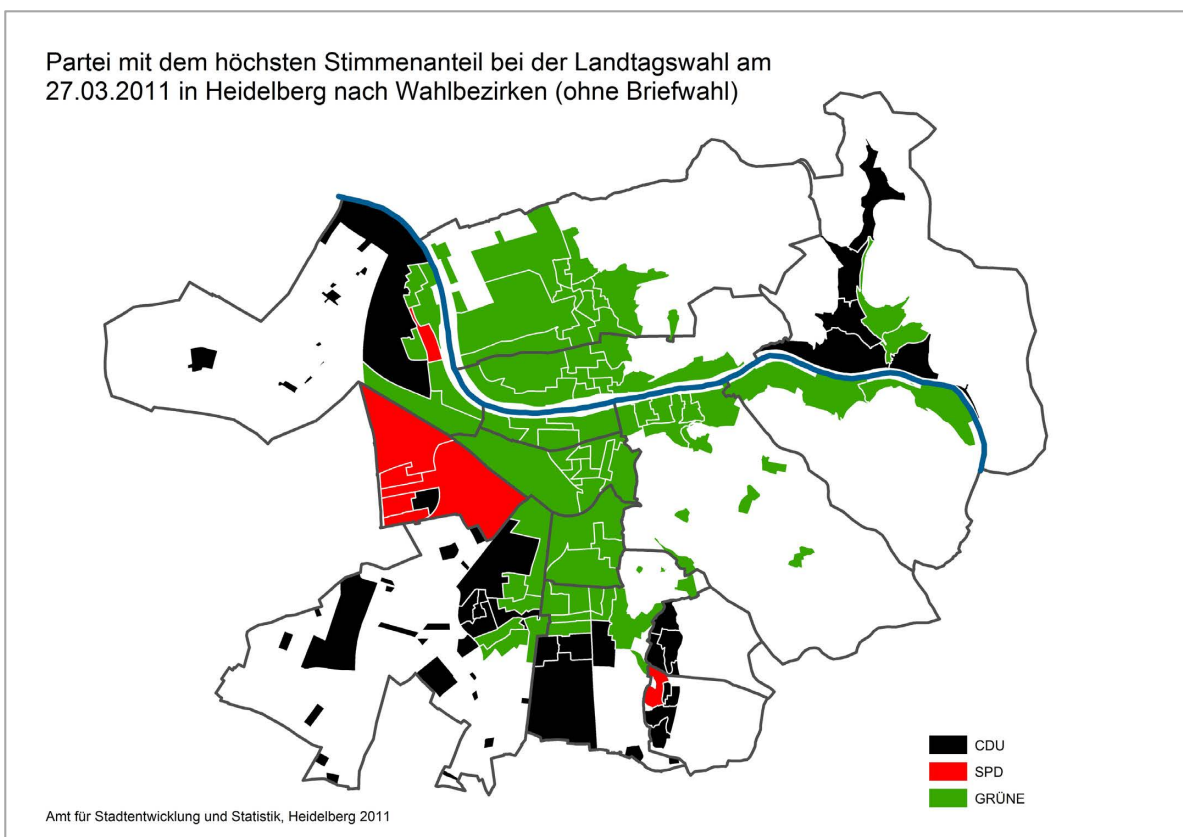 Partei mit dem höchsten Stimmenanteil bei der Landtagswahl am
27.03.2011 in Heidelberg nach Wahlbezirken (ohne Briefwahl)
CDU
SPD
GRÜNE
Amt für Stadtentwicklung und Statistik, Heidelberg 2011